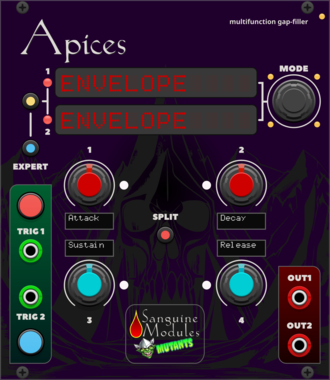 multifunction gap-filler
Apices
MODE
1
ENVELOPE
ENVELOPE
2
EXPERT
1
2
Attack
Decay
SPLIT
TRIG 1
Sustain
Release
TRIG 2
3
4
OUT1
OUT2
Sanguine
Modules
MUTANTS